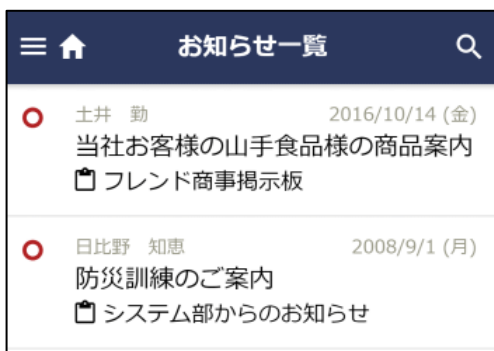 お知らせ一覧
土井　勤 2016/10/14 (金)
当社お客様の山手食品様の商品案内
フレンド商事掲示板
日比野　知恵 2008/9/1 (月)
防災訓練のご案内
システム部からのお知らせ